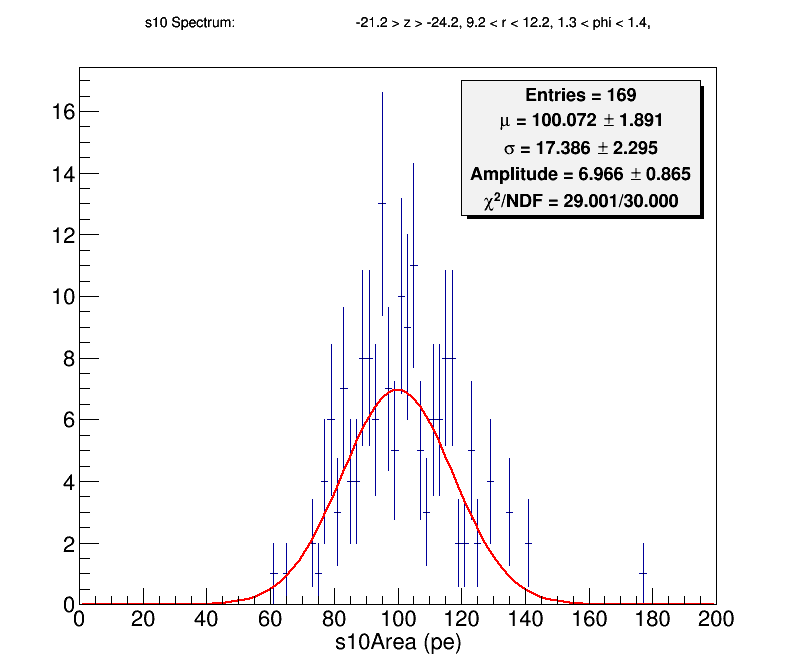 s10 Spectrum: -21.2 > z > -24.2, 9.2 < r < 12.2, 1.3 < phi < 1.4,
Entries = 169
μ = 100.072 ± 1.891
σ = 17.386 ± 2.295
Amplitude = 6.966 ± 0.865
χ²/NDF = 29.001/30.000
16
14
12
10
8
6
4
2
0
0 20 40 60 80 100 120 140 160 180 200
s10Area (pe)